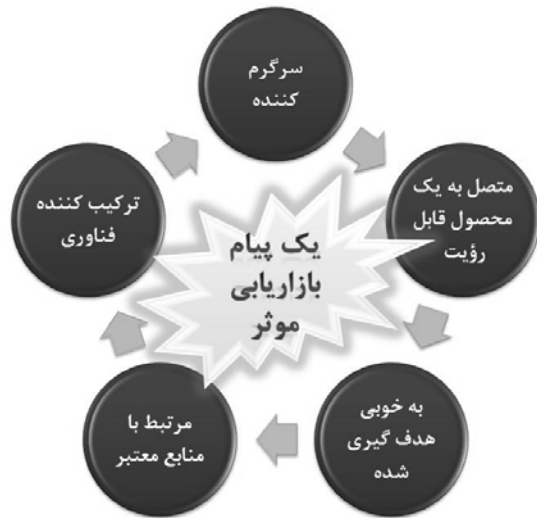 سرگرم
کننده
متصل به یک
محصول قابل
رؤیت
به خوبی
هدف گیری
شده
مرتبط با
منابع معتبر
ترکیب کننده
فناوری
یک پیام
بازاریابی
موثر